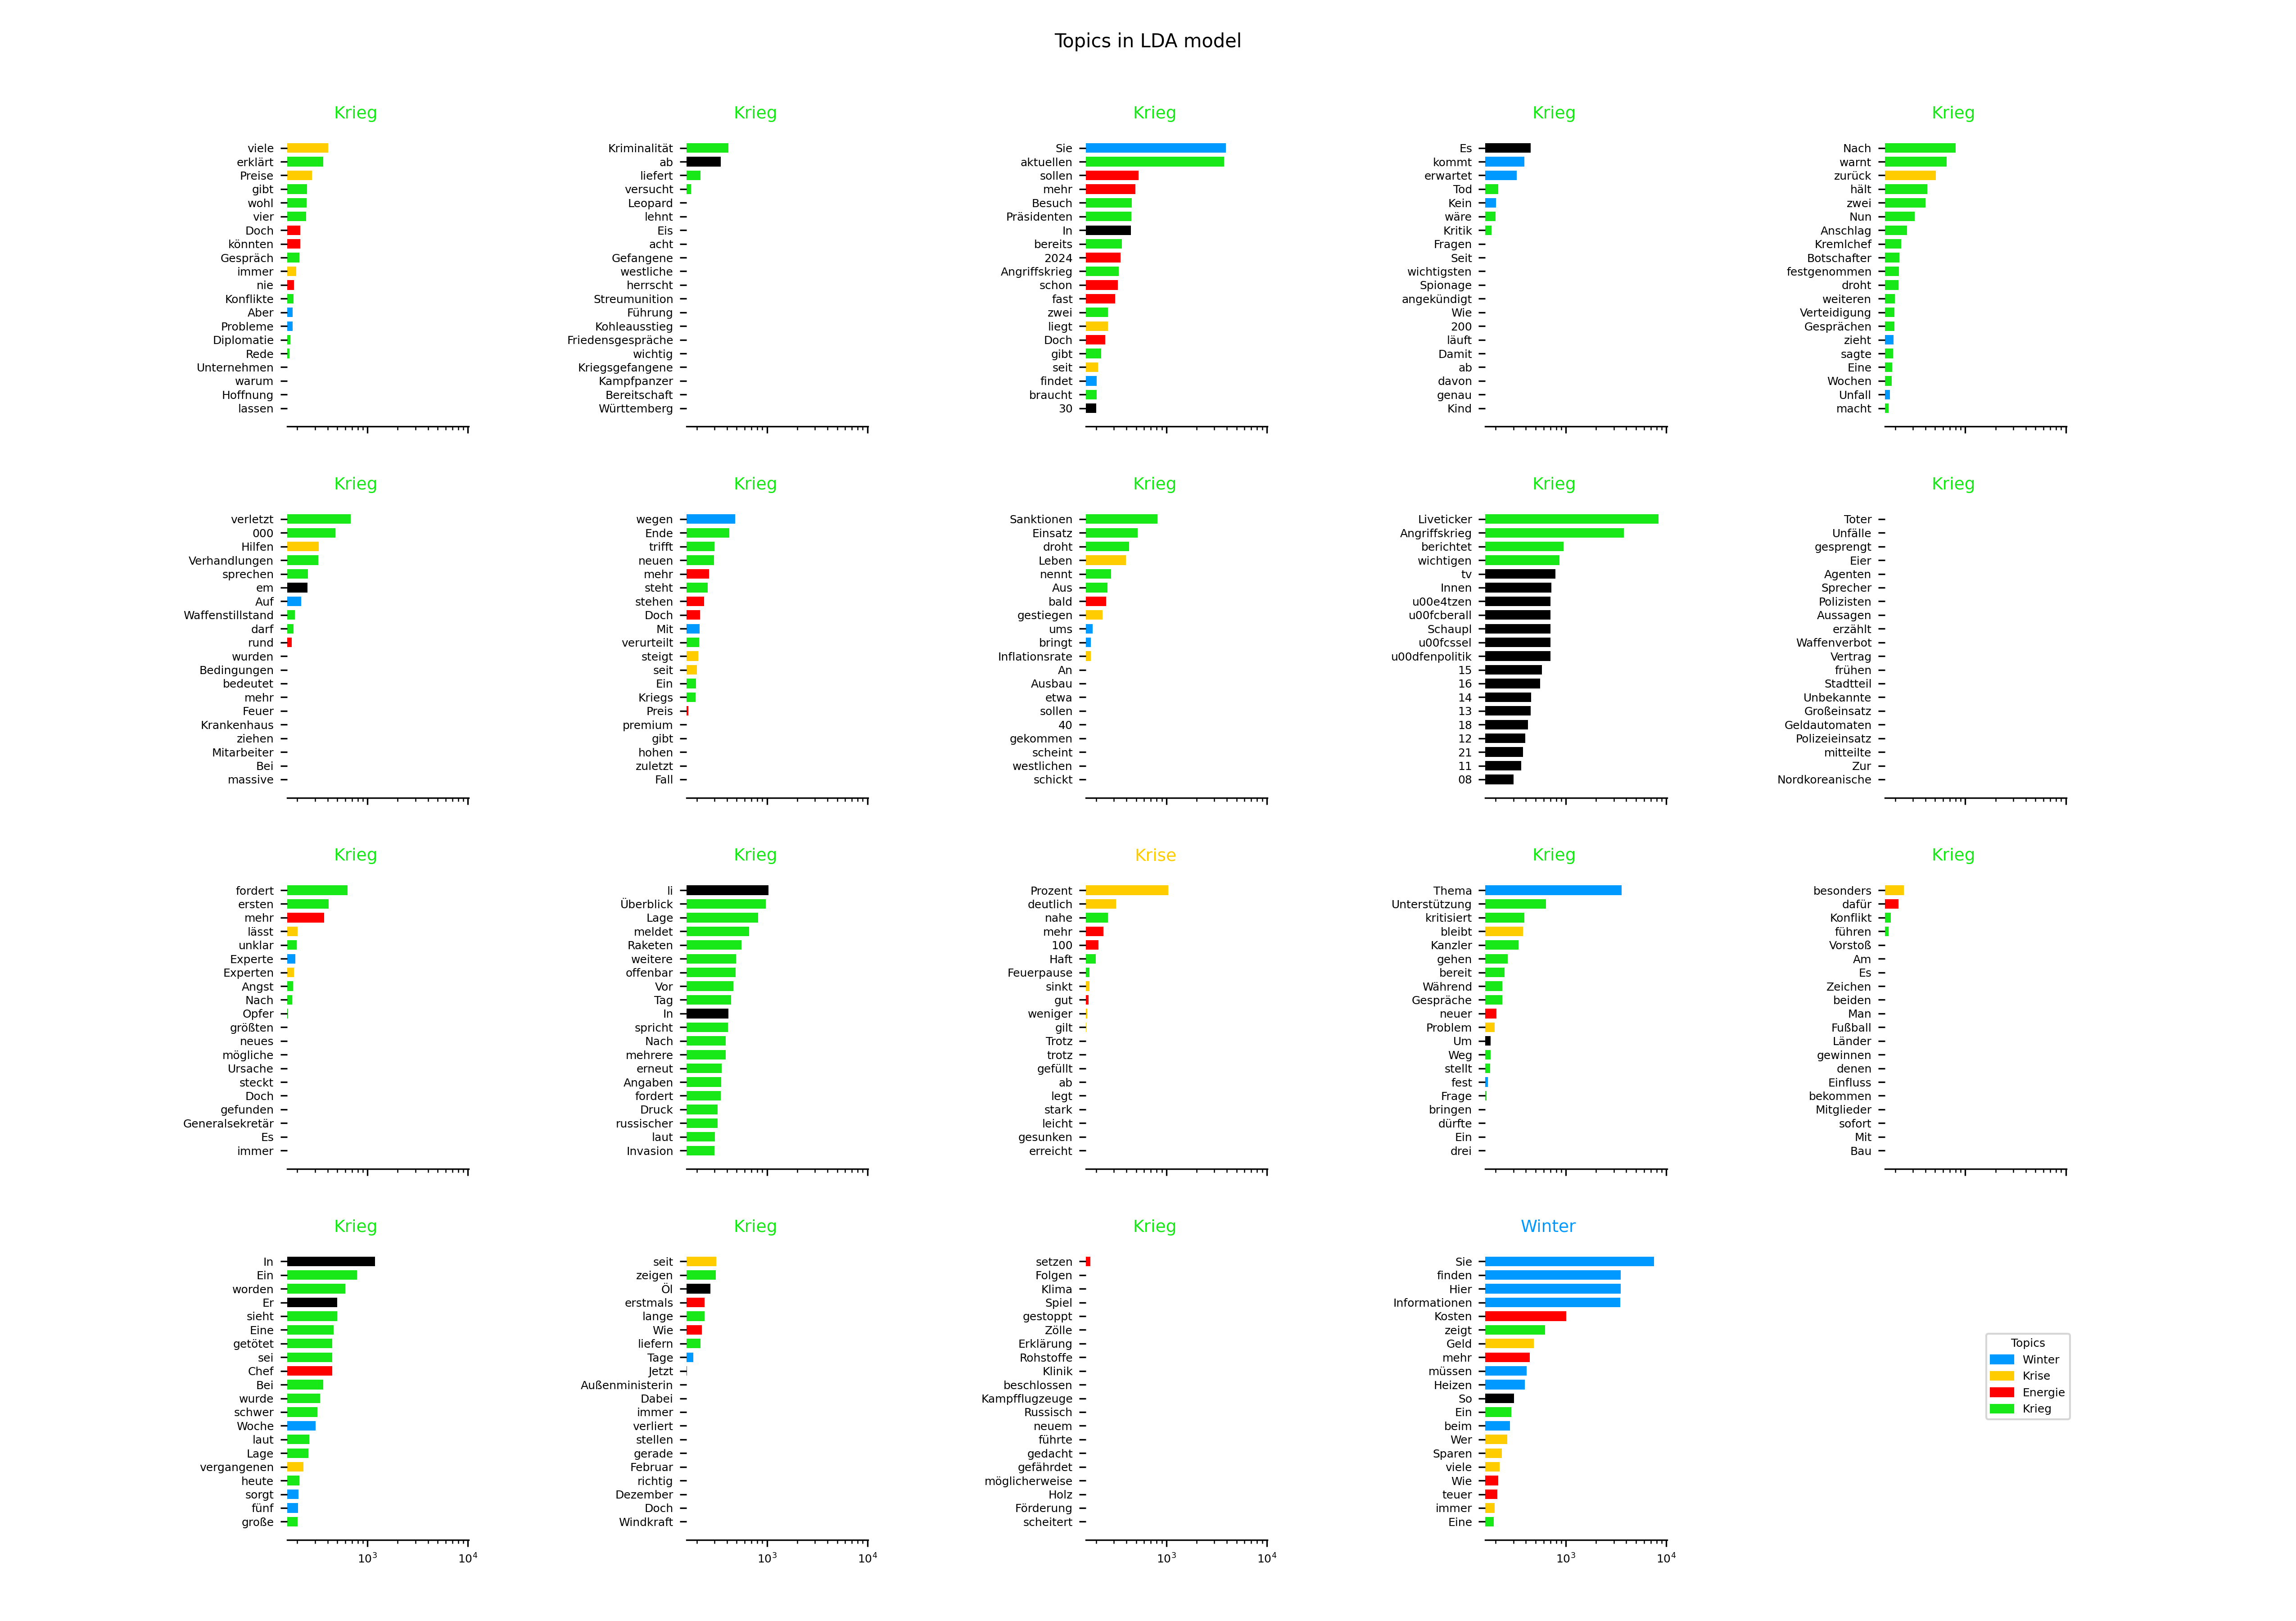 Topics in LDA model
Krieg
viele
erklärt
Preise
gibt
wohl
vier
Doch
könnten
Gespräch
immer
nie
Konflikte
Aber
Probleme
Diplomatie
Rede
Unternehmen
warum
Hoffnung
lassen
Krieg
Kriminalität
ab
liefert
versucht
Leopard
lehnt
Eis
acht
Gefangene
westliche
herrscht
Streumunition
Führung
Kohleausstieg
Friedensgespräche
wichtig
Kriegsgefangene
Kampfpanzer
Bereitschaft
Württemberg
Krieg
Sie
aktuellen
sollen
mehr
Besuch
Präsidenten
In
bereits
2024
Angriffskrieg
schon
fast
zwei
liegt
Doch
gibt
seit
findet
braucht
30
Krieg
Es
kommt
erwartet
Tod
Kein
wäre
Kritik
Fragen
Seit
wichtigsten
Spionage
angekündigt
Wie
200
läuft
Damit
ab
davon
genau
Kind
Krieg
Nach
warnt
zurück
hält
zwei
Nun
Anschlag
Kremlchef
Botschafter
festgenommen
droht
weiteren
Verteidigung
Gesprächen
zieht
sagte
Eine
Wochen
Unfall
macht
Krieg
verletzt
000
Hilfen
Verhandlungen
sprechen
em
Auf
Waffenstillstand
darf
rund
wurden
Bedingungen
bedeutet
mehr
Feuer
Krankenhaus
ziehen
Mitarbeiter
Bei
massive
Krieg
wegen
Ende
trifft
neuen
mehr
steht
stehen
Doch
Mit
verurteilt
steigt
seit
Ein
Kriegs
Preis
premium
gibt
hohen
zuletzt
Fall
Krieg
Sanktionen
Einsatz
droht
Leben
nennt
Aus
bald
gestiegen
ums
bringt
Inflationsrate
An
Ausbau
etwa
sollen
40
gekommen
scheint
westlichen
schickt
Krieg
Liveticker
Angriffskrieg
berichtet
wichtigen
tv
Innen
u00e4tzen
u00fcberall
Schaupl
u00fcssel
u00dfenpolitik
15
16
14
13
18
12
21
11
08
Krieg
Toter
Unfälle
gesprengt
Eier
Agenten
Sprecher
Polizisten
Aussagen
erzählt
Waffenverbot
Vertrag
frühen
Stadtteil
Unbekannte
Großeinsatz
Geldautomaten
Polizeieinsatz
mitteilte
Zur
Nordkoreanische
Krieg
fordert
ersten
mehr
lässt
unklar
Experte
Experten
Angst
Nach
Opfer
größten
neues
mögliche
Ursache
steckt
Doch
gefunden
Generalsekretär
Es
immer
Krieg
li
Überblick
Lage
meldet
Raketen
weitere
offenbar
Vor
Tag
In
spricht
Nach
mehrere
erneut
Angaben
fordert
Druck
russischer
laut
Invasion
Krise
Prozent
deutlich
nahe
mehr
100
Haft
Feuerpause
sinkt
gut
weniger
gilt
Trotz
trotz
gefüllt
ab
legt
stark
leicht
gesunken
erreicht
Krieg
Thema
Unterstützung
kritisiert
bleibt
Kanzler
gehen
bereit
Während
Gespräche
neuer
Problem
Um
Weg
stellt
fest
Frage
bringen
dürfte
Ein
drei
Krieg
besonders
dafür
Konflikt
führen
Vorstoß
Am
Es
Zeichen
beiden
Man
Fußball
Länder
gewinnen
denen
Einfluss
bekommen
Mitglieder
sofort
Mit
Bau
Krieg
In
Ein
worden
Er
sieht
Eine
getötet
sei
Chef
Bei
wurde
schwer
Woche
laut
Lage
vergangenen
heute
sorgt
fünf
große
10³ 10⁴
Krieg
seit
zeigen
Öl
erstmals
lange
Wie
liefern
Tage
Jetzt
Außenministerin
Dabei
immer
verliert
stellen
gerade
Februar
richtig
Dezember
Doch
Windkraft
10³ 10⁴
Krieg
setzen
Folgen
Klima
Spiel
gestoppt
Zölle
Erklärung
Rohstoffe
Klinik
beschlossen
Kampfflugzeuge
Russisch
neuem
führte
gedacht
gefährdet
möglicherweise
Holz
Förderung
scheitert
10³ 10⁴
Winter
Sie
finden
Hier
Informationen
Kosten
zeigt
Geld
mehr
müssen
Heizen
So
Ein
beim
Wer
Sparen
viele
Wie
teuer
immer
Eine
10³ 10⁴
Topics
Winter
Krise
Energie
Krieg